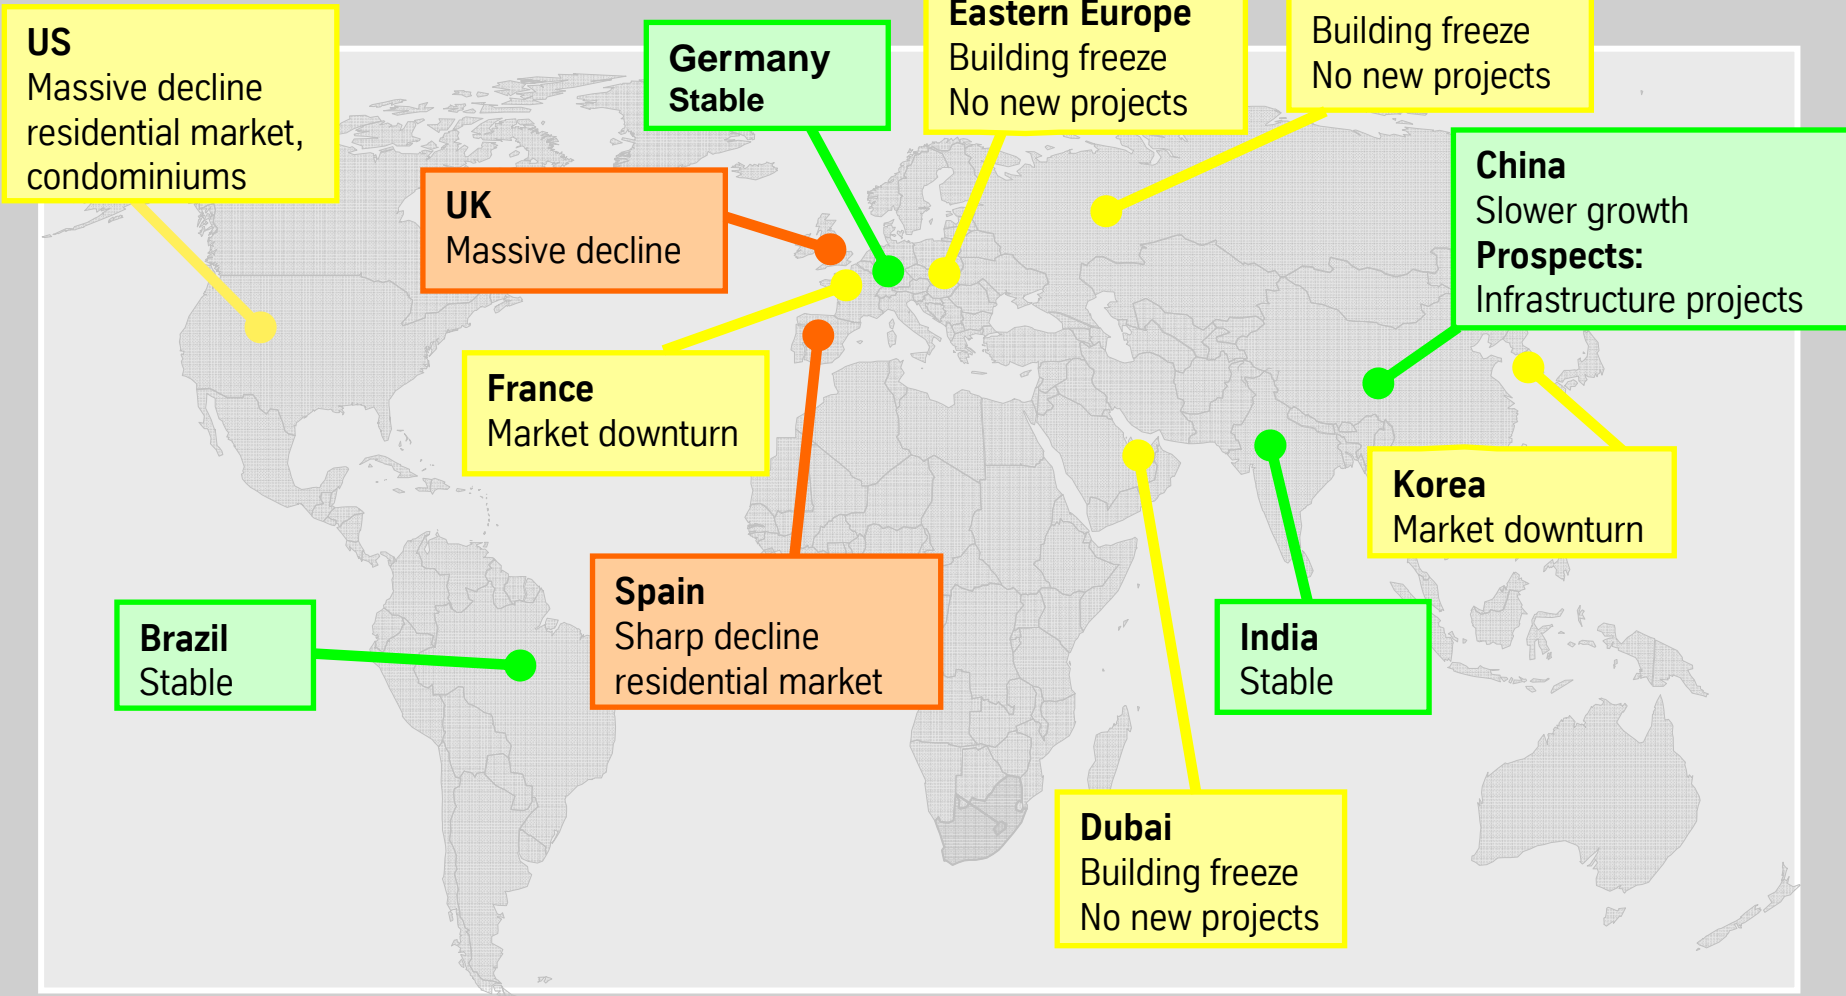 US
Massive decline
residential market,
condominiums
Germany
Stable
Eastern Europe
Building freeze
No new projects
Building freeze
No new projects
China
Slower growth
Prospects:
Infrastructure projects
UK
Massive decline
France
Market downturn
Korea
Market downturn
Spain
Sharp decline
residential market
Brazil
Stable
India
Stable
Dubai
Building freeze
No new projects